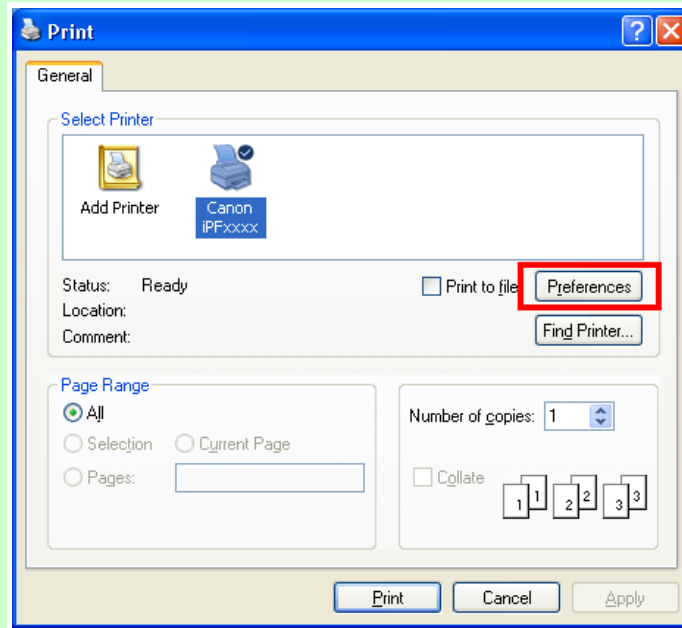 Print
General
Select Printer
Add Printer
Canon
iPFxxxx
Status: Ready
Print to file
Preferences
Location:
Comment:
Find Printer...
Page Range
All
Selection
Current Page
Pages:
Number of copies: 1
Collate
1 1 2 2 3 3
Print
Cancel
Apply